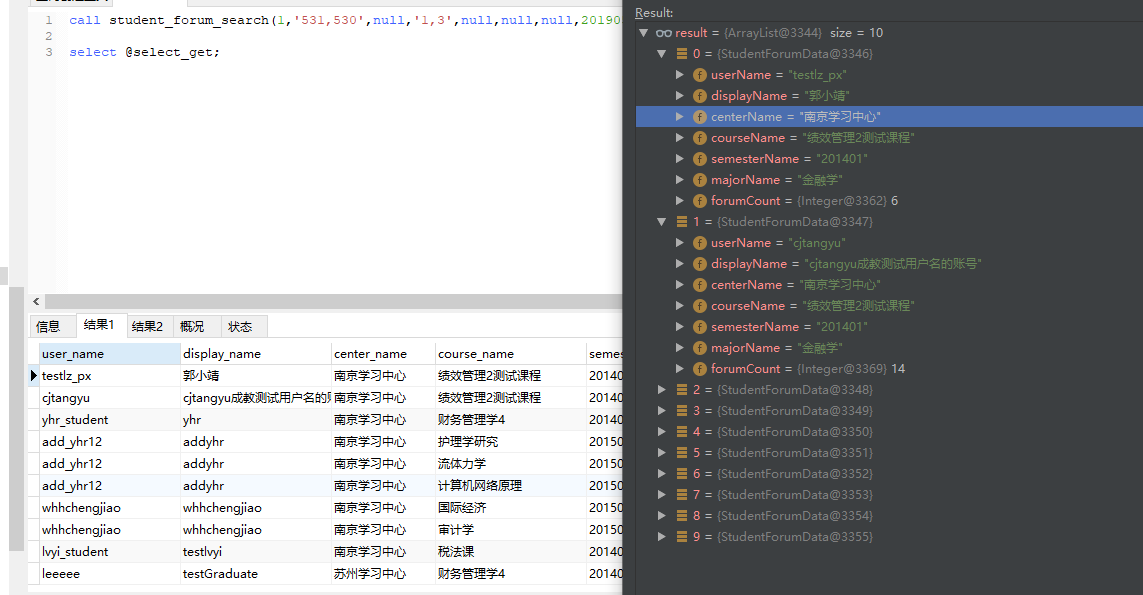 1 call student_forum_search(1,'531,530',null,'1,3',null,null,null,20190
2
3 select @select_get;
信息 结果1 结果2 概况 状态
user_name display_name center_name course_name semes
testlz_px 郭小靖 南京学习中心 绩效管理2测试课程 20140
cjtangyu cjtangyu成教测试用户名的账 南京学习中心 绩效管理2测试课程 20140
yhr_student yhr 南京学习中心 财务管理学4 20140
add_yhr12 addyhr 南京学习中心 护理学研究 20150
add_yhr12 addyhr 南京学习中心 流体力学 20150
add_yhr12 addyhr 南京学习中心 计算机网络原理 20150
whhchengjiao whhchengjiao 南京学习中心 国际经济 20150
whhchengjiao whhchengjiao 南京学习中心 审计学 20150
lvyi_student testlvyi 南京学习中心 税法课 20140
leeeee testGraduate 苏州学习中心 财务管理学4 20140
Result:
result = {ArrayList@3344} size = 10
0 = {StudentForumData@3346}
f userName = "testlz_px"
f displayName = "郭小靖"
f centerName = "南京学习中心"
f courseName = "绩效管理2测试课程"
f semesterName = "201401"
f majorName = "金融学"
f forumCount = {Integer@3362} 6
1 = {StudentForumData@3347}
f userName = "cjtangyu"
f displayName = "cjtangyu成教测试用户名的账号"
f centerName = "南京学习中心"
f courseName = "绩效管理2测试课程"
f semesterName = "201401"
f majorName = "金融学"
f forumCount = {Integer@3369} 14
2 = {StudentForumData@3348}
3 = {StudentForumData@3349}
4 = {StudentForumData@3350}
5 = {StudentForumData@3351}
6 = {StudentForumData@3352}
7 = {StudentForumData@3353}
8 = {StudentForumData@3354}
9 = {StudentForumData@3355}